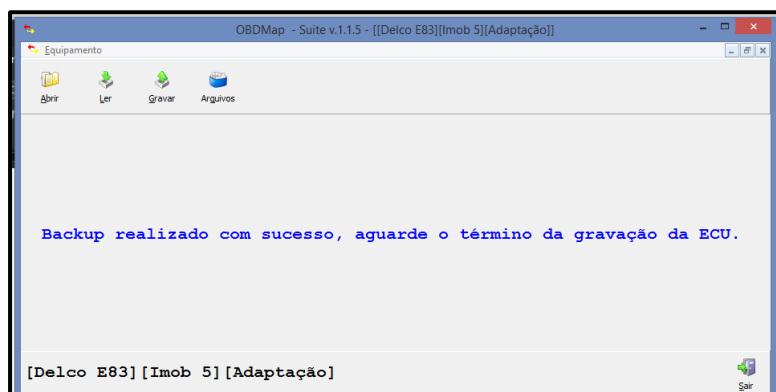 OBDMap - Suite v.1.1.5 - [[Delco E83][Imob 5][Adaptação]]
Equipamento
Abrir Ler Gravar Arquivos
Backup realizado com sucesso, aguarde o término da gravação da ECU.
[Delco E83][Imob 5][Adaptação]
Sair